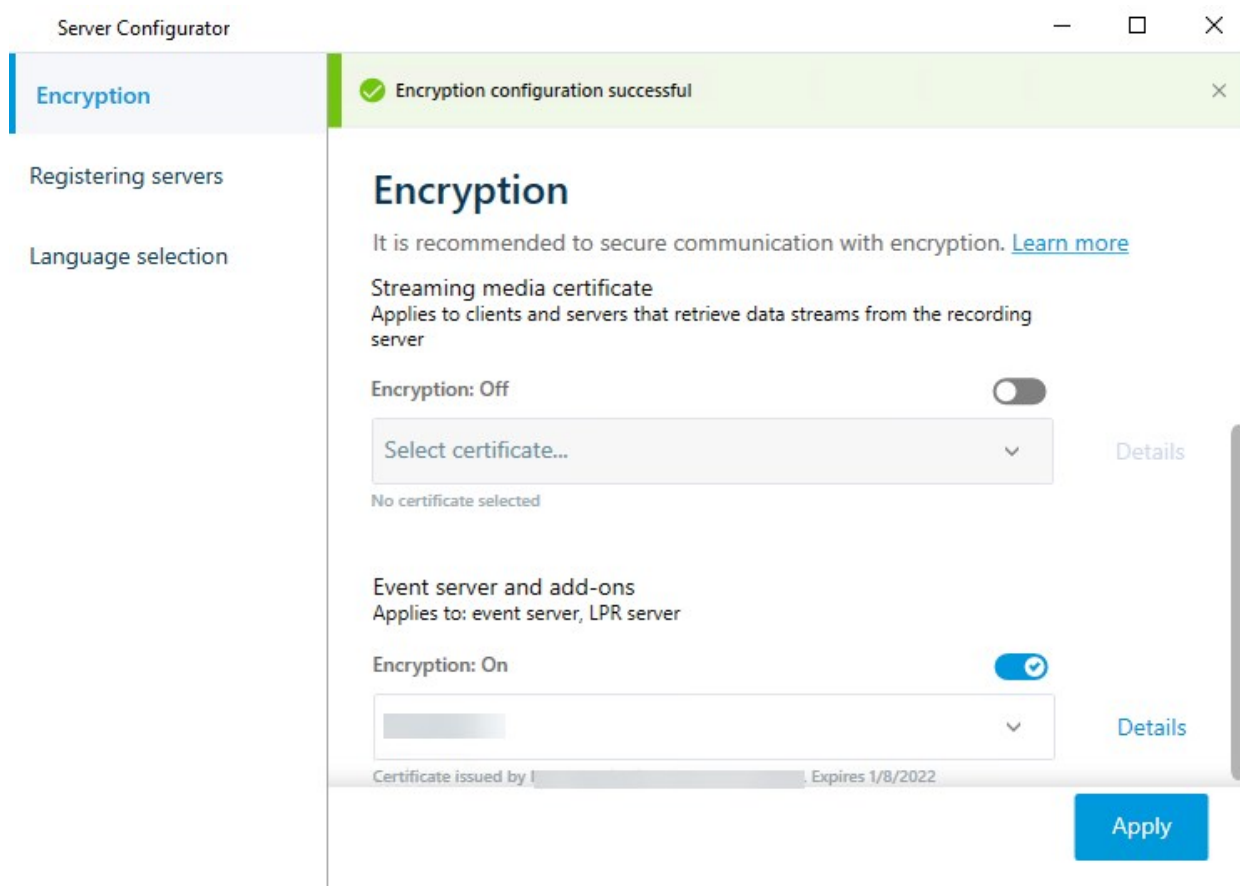 Server Configurator
Encryption
Registering servers
Language selection
Encryption configuration successful
Encryption
It is recommended to secure communication with encryption. Learn more
Streaming media certificate
Applies to clients and servers that retrieve data streams from the recording
server
Encryption: Off
Select certificate...
Details
No certificate selected
Event server and add-ons
Applies to: event server, LPR server
Encryption: On
Details
Certificate issued by . Expires 1/8/2022
Apply